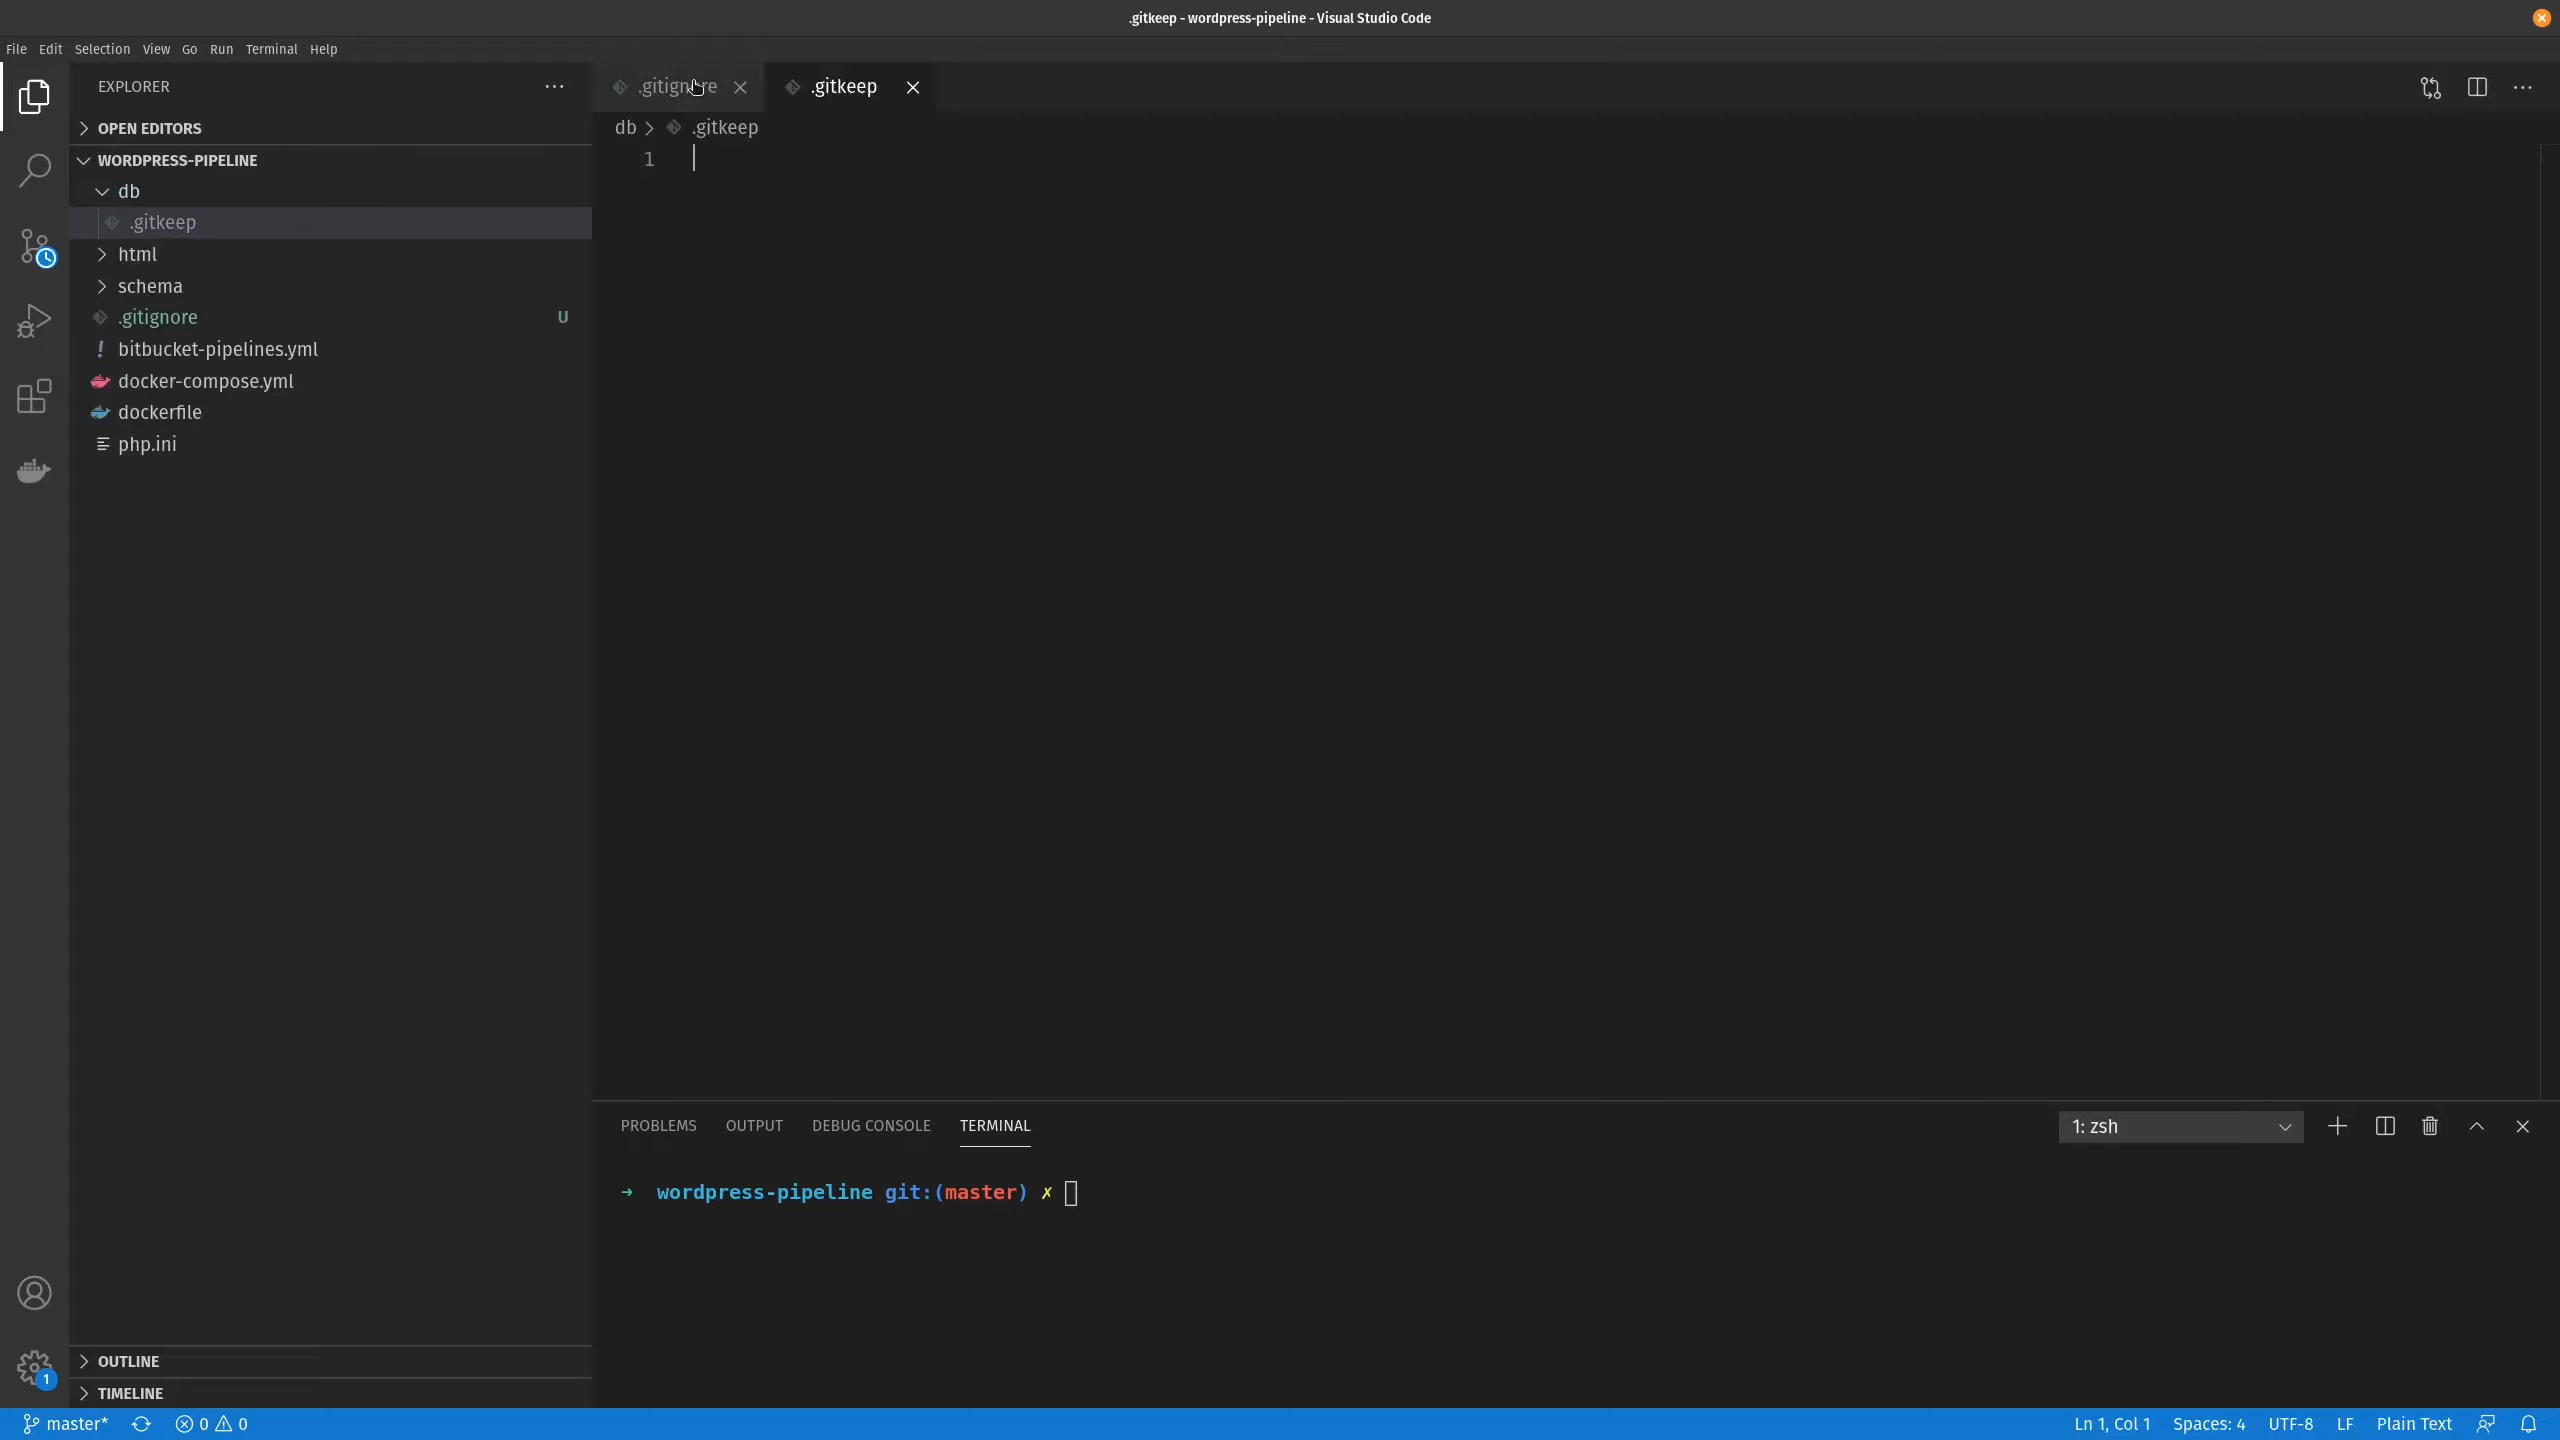 .gitkeep - wordpress-pipeline - Visual Studio Code
File Edit Selection View Go Run Terminal Help
EXPLORER
.gitignore
.gitkeep
OPEN EDITORS
db
.gitkeep
WORDPRESS-PIPELINE
1
db
.gitkeep
html
schema
.gitignore U
bitbucket-pipelines.yml
docker-compose.yml
dockerfile
php.ini
PROBLEMS OUTPUT DEBUG CONSOLE TERMINAL
1: zsh
➜ wordpress-pipeline git:(master) ✗
OUTLINE
1
TIMELINE
master* 0 0
Ln 1, Col 1 Spaces: 4 UTF-8 LF Plain Text